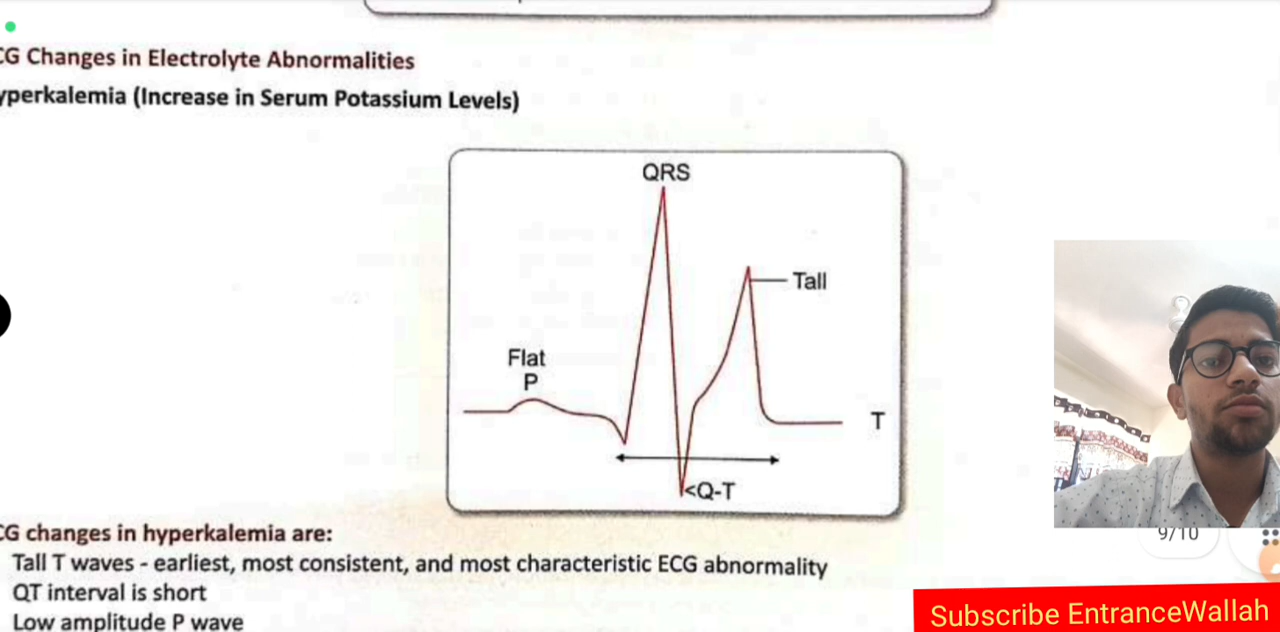 CG Changes in Electrolyte Abnormalities
yperkalemia (Increase in Serum Potassium Levels)
QRS
Tall
Flat
P
T
<Q-T
CG changes in hyperkalemia are:
Tall T waves - earliest, most consistent, and most characteristic ECG abnormality
QT interval is short
Low amplitude P wave
9/10
Subscribe EntranceWallah